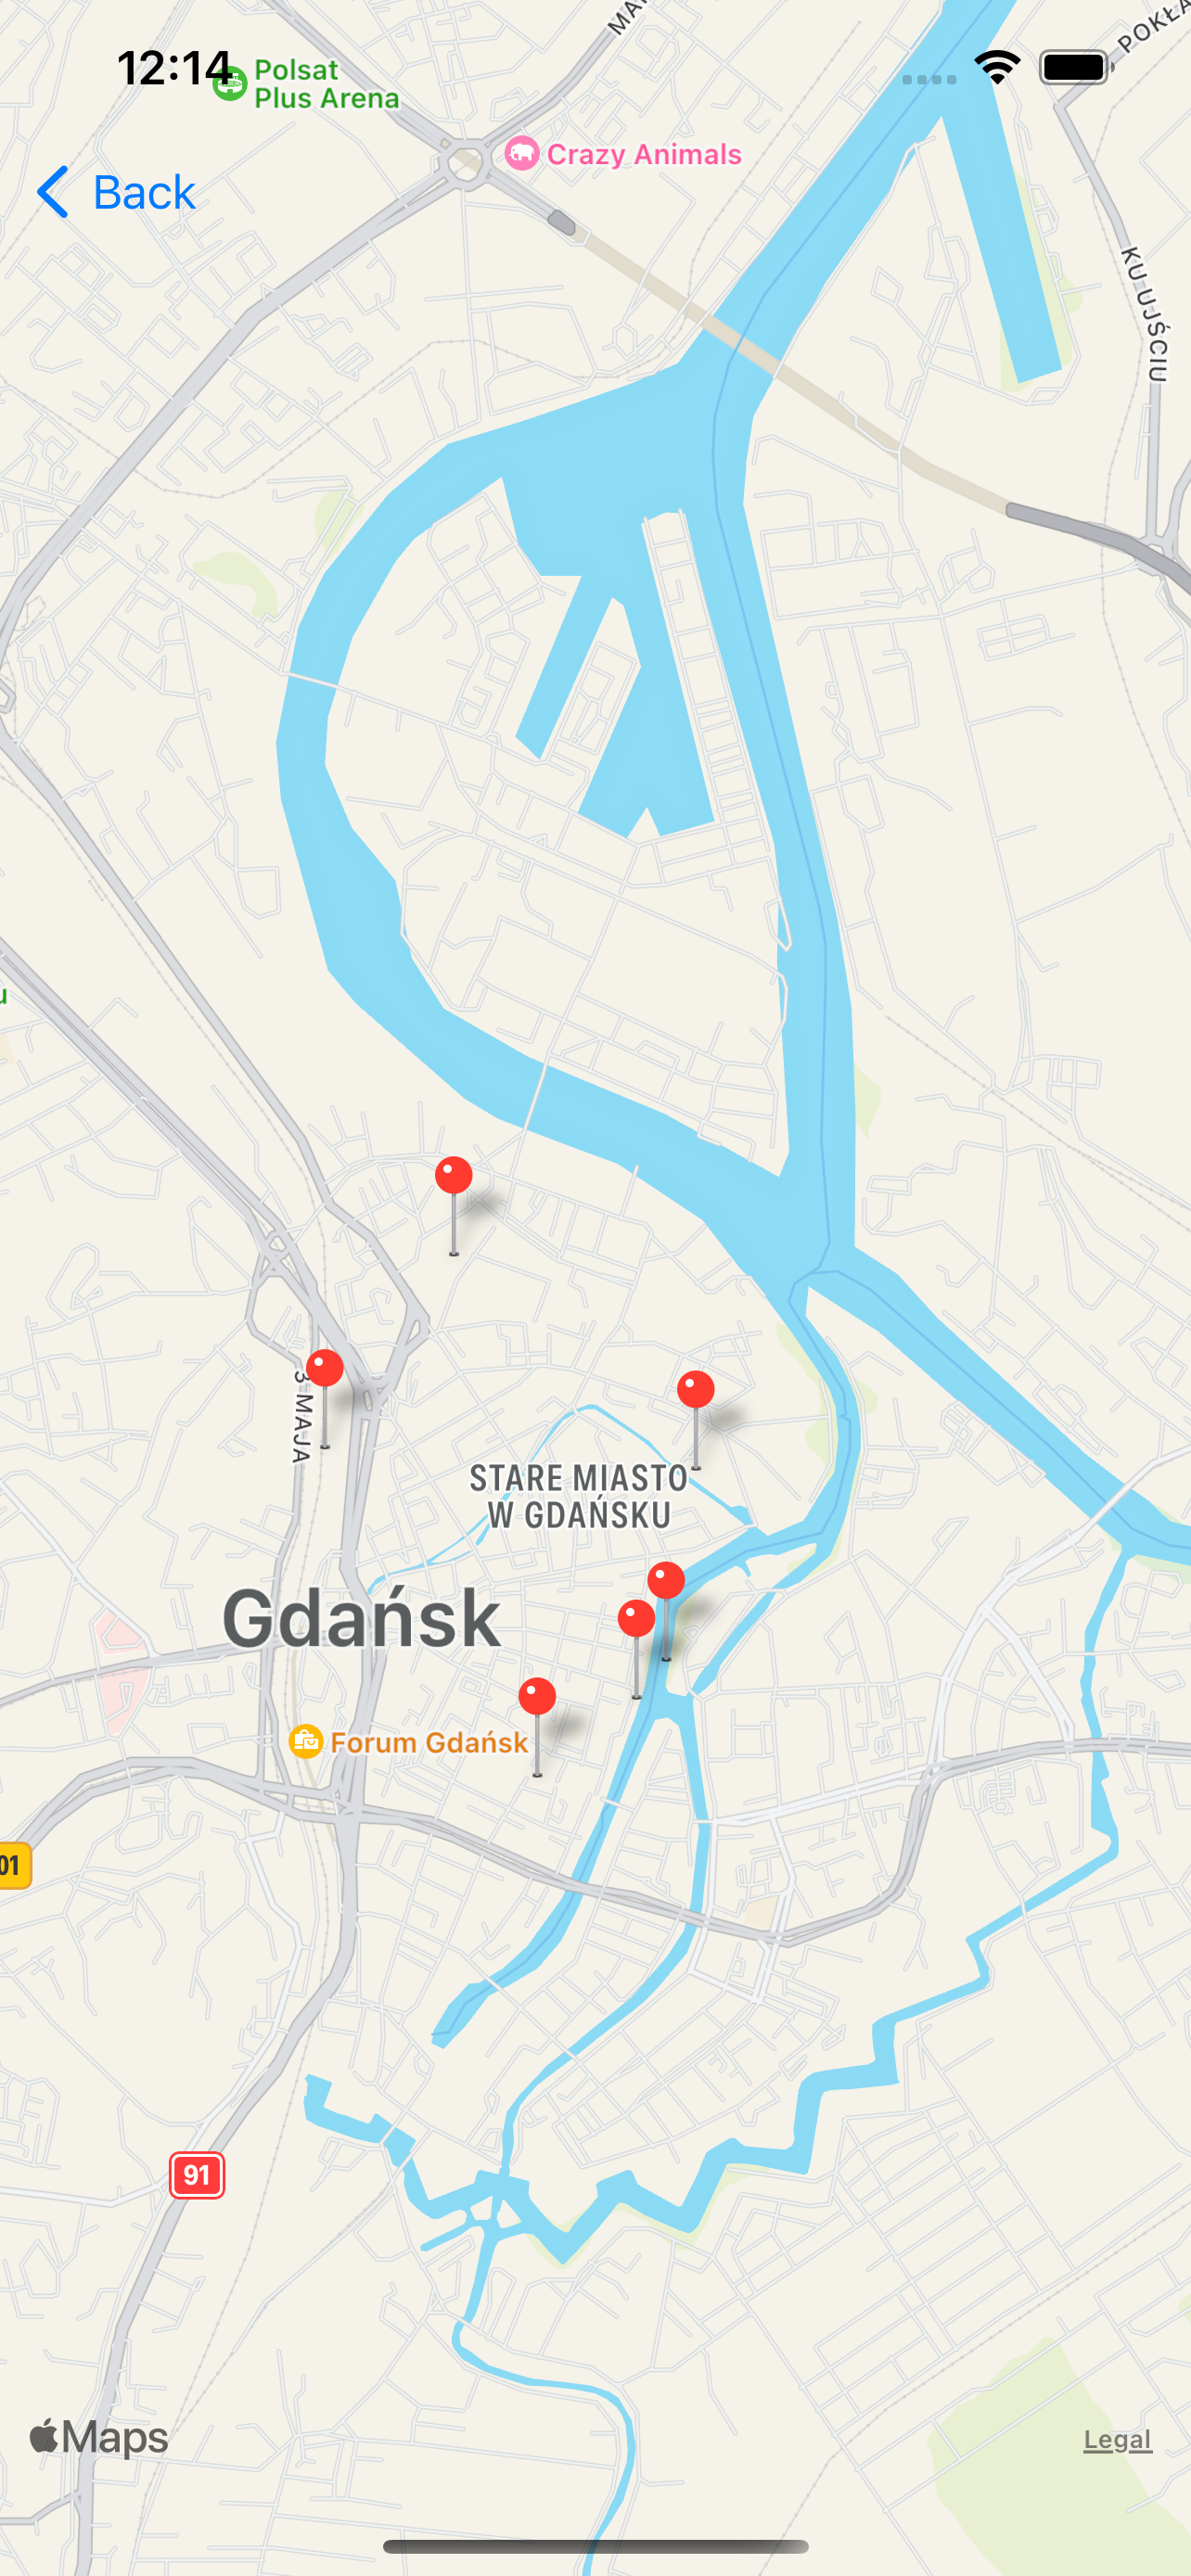 12:14
Polsat
Plus Arena
Crazy Animals
Back
KU UJŚCIU
3 MAJA
STARE MIASTO
W GDAŃSKU
Gdańsk
Forum Gdańsk
91
Maps
Legal